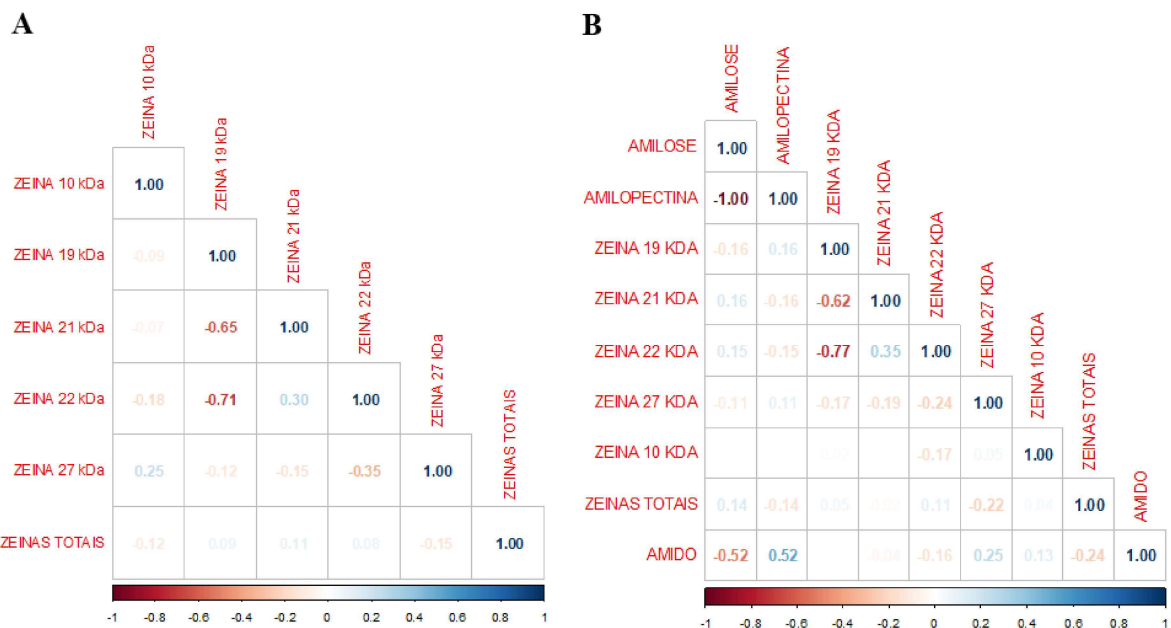 A
ZEINA 10 kDa
ZEINA 19 kDa
ZEINA 21 kDa
ZEINA 22 kDa
ZEINA 27 kDa
ZEINAS TOTAIS
ZEINA 10 kDa 1.00
ZEINA 19 kDa -0.09 1.00
ZEINA 21 kDa -0.07 -0.65 1.00
ZEINA 22 kDa -0.18 -0.71 0.30 1.00
ZEINA 27 kDa 0.25 -0.12 -0.15 -0.35 1.00
ZEINAS TOTAIS -0.12 0.09 0.11 0.08 -0.15 1.00
-1 -0.8 -0.6 -0.4 -0.2 0 0.2 0.4 0.6 0.8 1
B
AMILOSE
AMILOPECTINA
ZEINA 19 KDA
ZEINA 21 KDA
ZEINA22 KDA
ZEINA 27 KDA
ZEINA 10 KDA
ZEINAS TOTAIS
AMIDO
AMILOSE 1.00
AMILOPECTINA -1.00 1.00
ZEINA 19 KDA -0.16 0.16 1.00
ZEINA 21 KDA 0.16 -0.16 -0.62 1.00
ZEINA 22 KDA 0.15 -0.15 -0.77 0.35 1.00
ZEINA 27 KDA -0.11 0.11 -0.17 -0.19 -0.24 1.00
ZEINA 10 KDA -0.17 0.05 1.00
ZEINAS TOTAIS 0.14 -0.14 0.05 0.11 -0.22 0.04 1.00
AMIDO -0.52 0.52 -0.04 -0.16 0.25 0.13 -0.24 1.00
-1 -0.8 -0.6 -0.4 -0.2 0 0.2 0.4 0.6 0.8 1